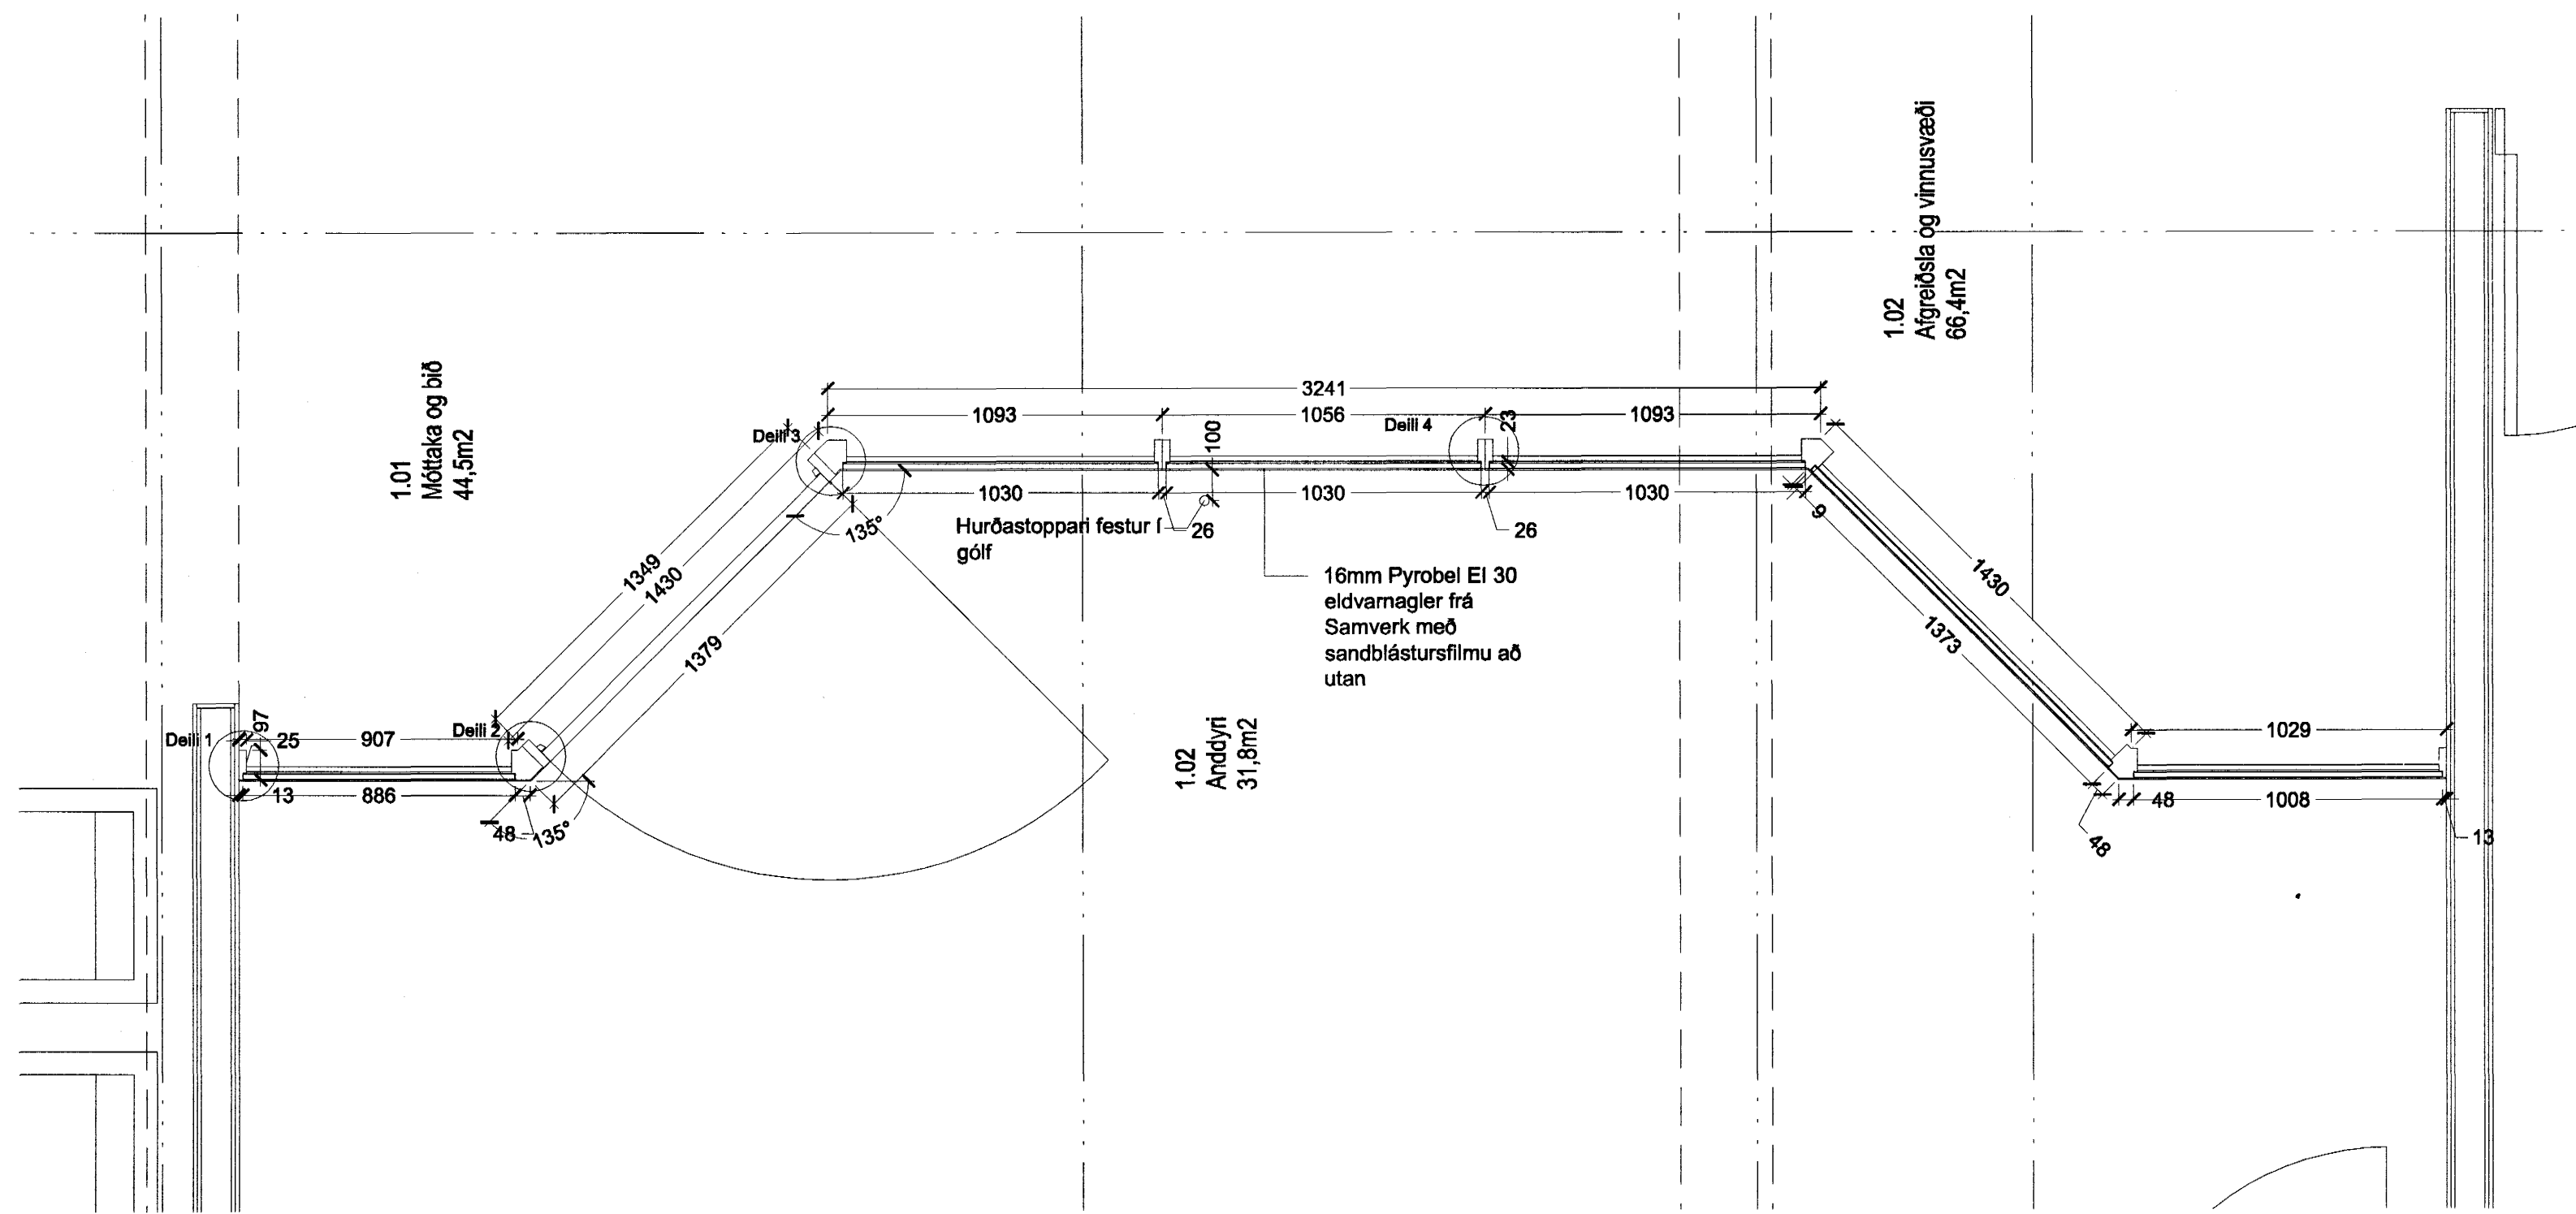 1.01
Móttaka og bið
44,5m2
1.02
Afgreiðsla og vinnusvæði
66,4m2
3241
1093
1056
1093
Deili 3
Deili 4
23
100
1030
1030
1030
135°
Hurðastoppari festur í
gólf
26
26
9
16mm Pyrobel EI 30
eldvarnagler frá
Samverk með
sandblástursfilmu að
utan
1349
1430
1379
1430
1373
1.02
Anddyri
31,8m2
Deili 1
97
25
907
Deili 2
13
886
48
135°
1029
48
1008
48
13